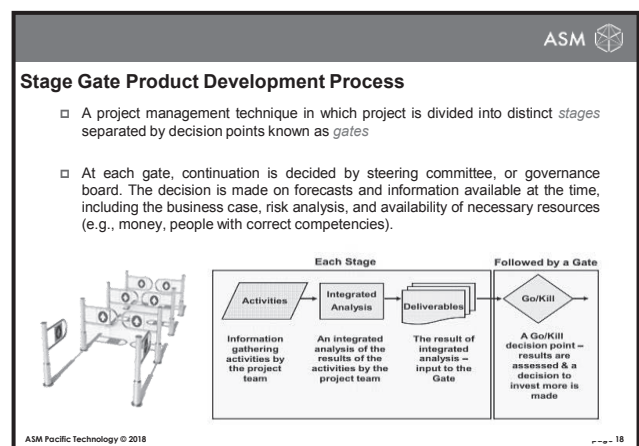 ASM
Stage Gate Product Development Process
A project management technique in which project is divided into distinct stages
separated by decision points known as gates
At each gate, continuation is decided by steering committee, or governance
board. The decision is made on forecasts and information available at the time,
including the business case, risk analysis, and availability of necessary resources
(e.g., money, people with correct competencies).
Each Stage
Followed by a Gate
Activities
Integrated
Analysis
Deliverables
Go/Kill
Information
gathering
activities by
the project
team
An integrated
analysis of the
results of the
activities by the
project team
The result of
integrated
analysis –
input to the
Gate
A Go/Kill
decision point –
results are
assessed & a
decision to
invest more is
made
ASM Pacific Technology © 2018
18